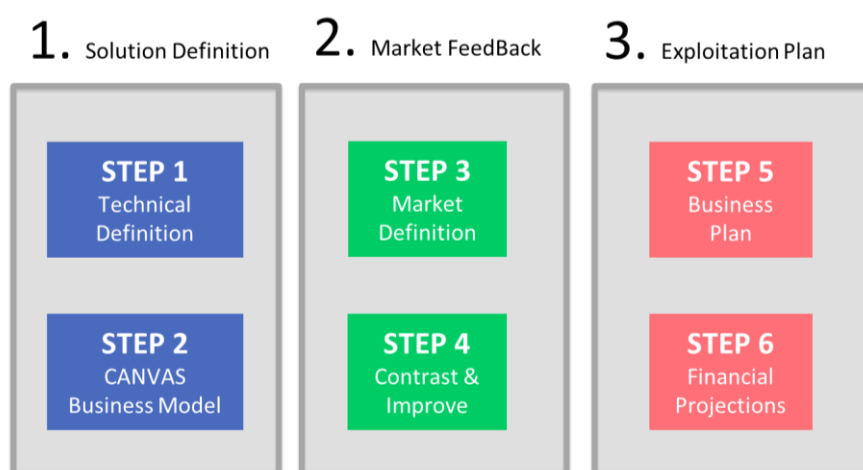 1. Solution Definition
2. Market FeedBack
3. Exploitation Plan
STEP 1
Technical
Definition
STEP 2
CANVAS
Business Model
STEP 3
Market
Definition
STEP 4
Contrast &
Improve
STEP 5
Business
Plan
STEP 6
Financial
Projections